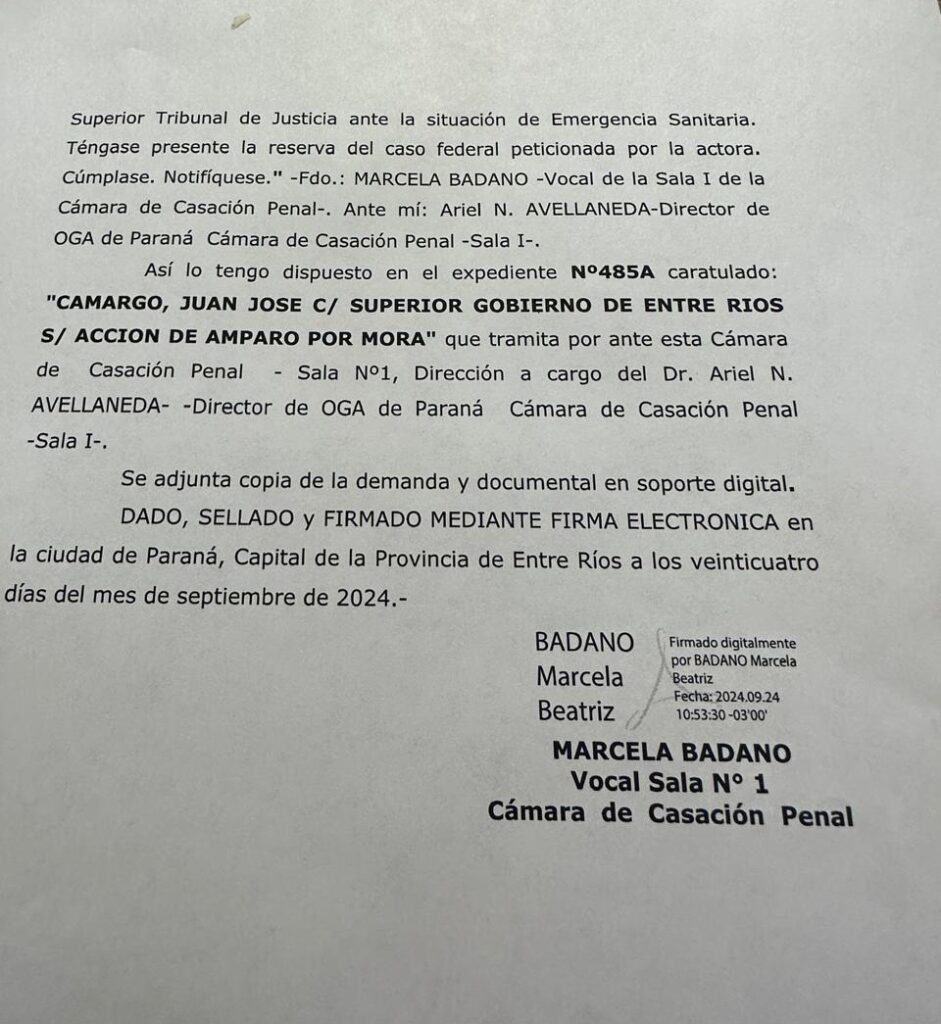 Superior Tribunal de Justicia ante la situación de Emergencia Sanitaria.
Téngase presente la reserva del caso federal peticionada por la actora.
Cúmplase. Notifíquese." -Fdo.: MARCELA BADANO -Vocal de la Sala I de la
Cámara de Casación Penal-. Ante mí: Ariel N. AVELLANEDA-Director de
OGA de Paraná Cámara de Casación Penal -Sala I-.
Así lo tengo dispuesto en el expediente Nº485A caratulado:
"CAMARGO, JUAN JOSE C/ SUPERIOR GOBIERNO DE ENTRE RIOS
S/ ACCION DE AMPARO POR MORA" que tramita por ante esta Cámara
de Casación Penal - Sala Nº1, Dirección a cargo del Dr. Ariel N.
AVELLANEDA- -Director de OGA de Paraná Cámara de Casación Penal
-Sala I-.
Se adjunta copia de la demanda y documental en soporte digital.
DADO, SELLADO y FIRMADO MEDIANTE FIRMA ELECTRONICA en
la ciudad de Paraná, Capital de la Provincia de Entre Ríos a los veinticuatro
días del mes de septiembre de 2024.-
BADANO
Marcela
Beatriz
Firmado digitalmente
por BADANO Marcela
Beatriz
Fecha: 2024.09.24
10:53:30 -03'00'
MARCELA BADANO
Vocal Sala Nº 1
Cámara de Casación Penal